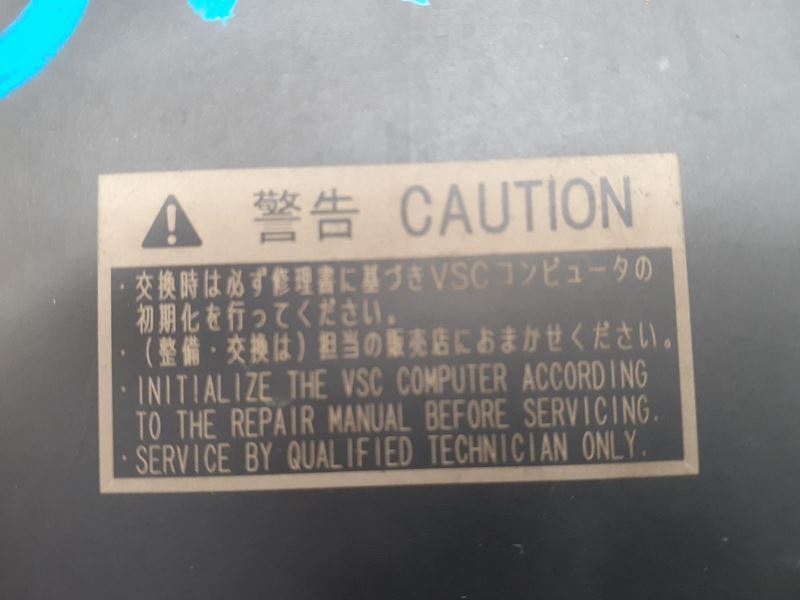 警告 CAUTION
・交換時は必ず修理書に基づきVSCコンピュータの
初期化を行ってください。
・(整備・交換は)担当の販売店におまかせください。
・INITIALIZE THE VSC COMPUTER ACCORDING
TO THE REPAIR MANUAL BEFORE SERVICING.
・SERVICE BY QUALIFIED TECHNICIAN ONLY.